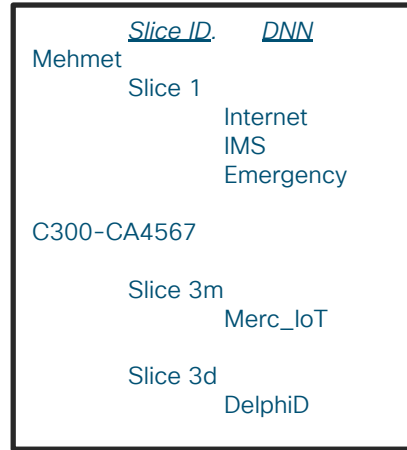 Slice ID. DNN
Mehmet
Slice 1
Internet
IMS
Emergency
C300-CA4567
Slice 3m
Merc_IoT
Slice 3d
DelphiD